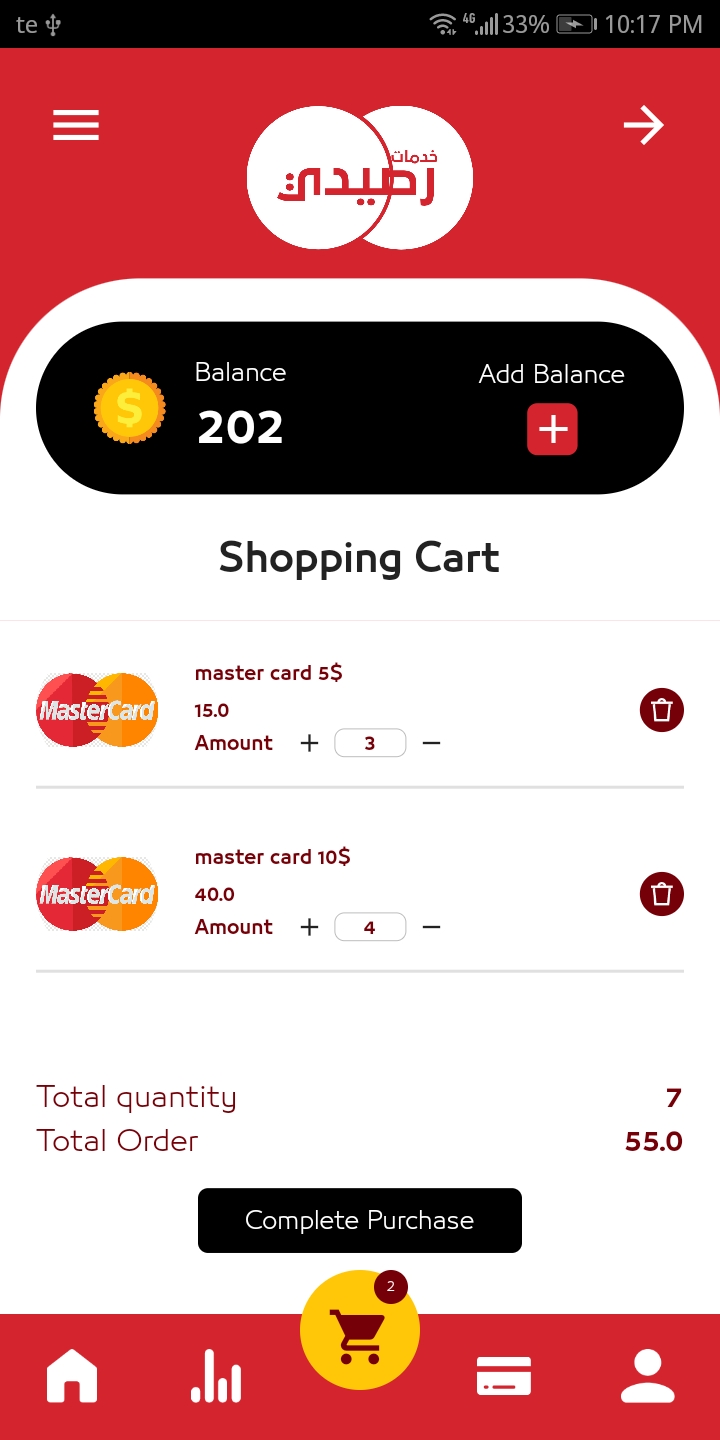 te 4G 33% 10:17 PM
خدمات
رصيدي
Balance
202
Add Balance
Shopping Cart
MasterCard
master card 5$
15.0
Amount + 3 −
MasterCard
master card 10$
40.0
Amount + 4 −
Total quantity 7
Total Order 55.0
Complete Purchase
2